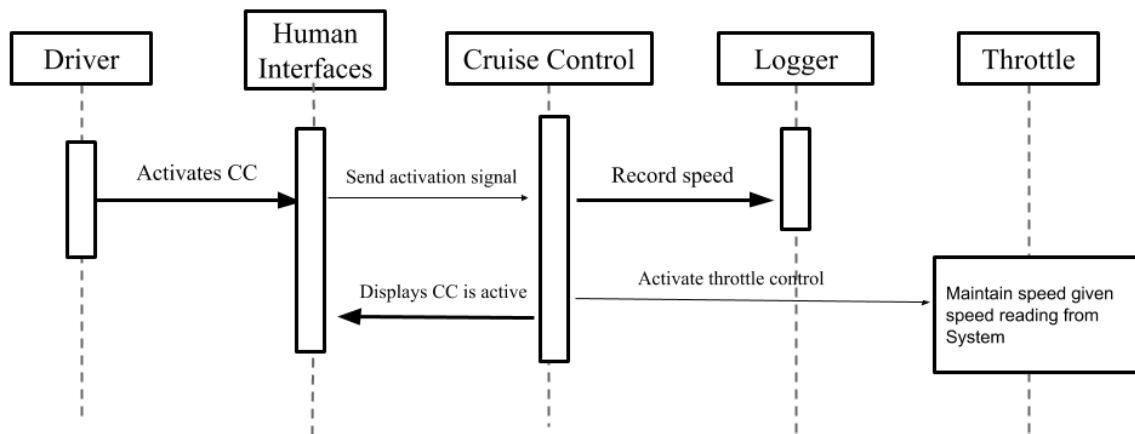 Driver
Human
Interfaces
Cruise Control
Logger
Throttle
Activates CC
Send activation signal
Record speed
Displays CC is active
Activate throttle control
Maintain speed given
speed reading from
System